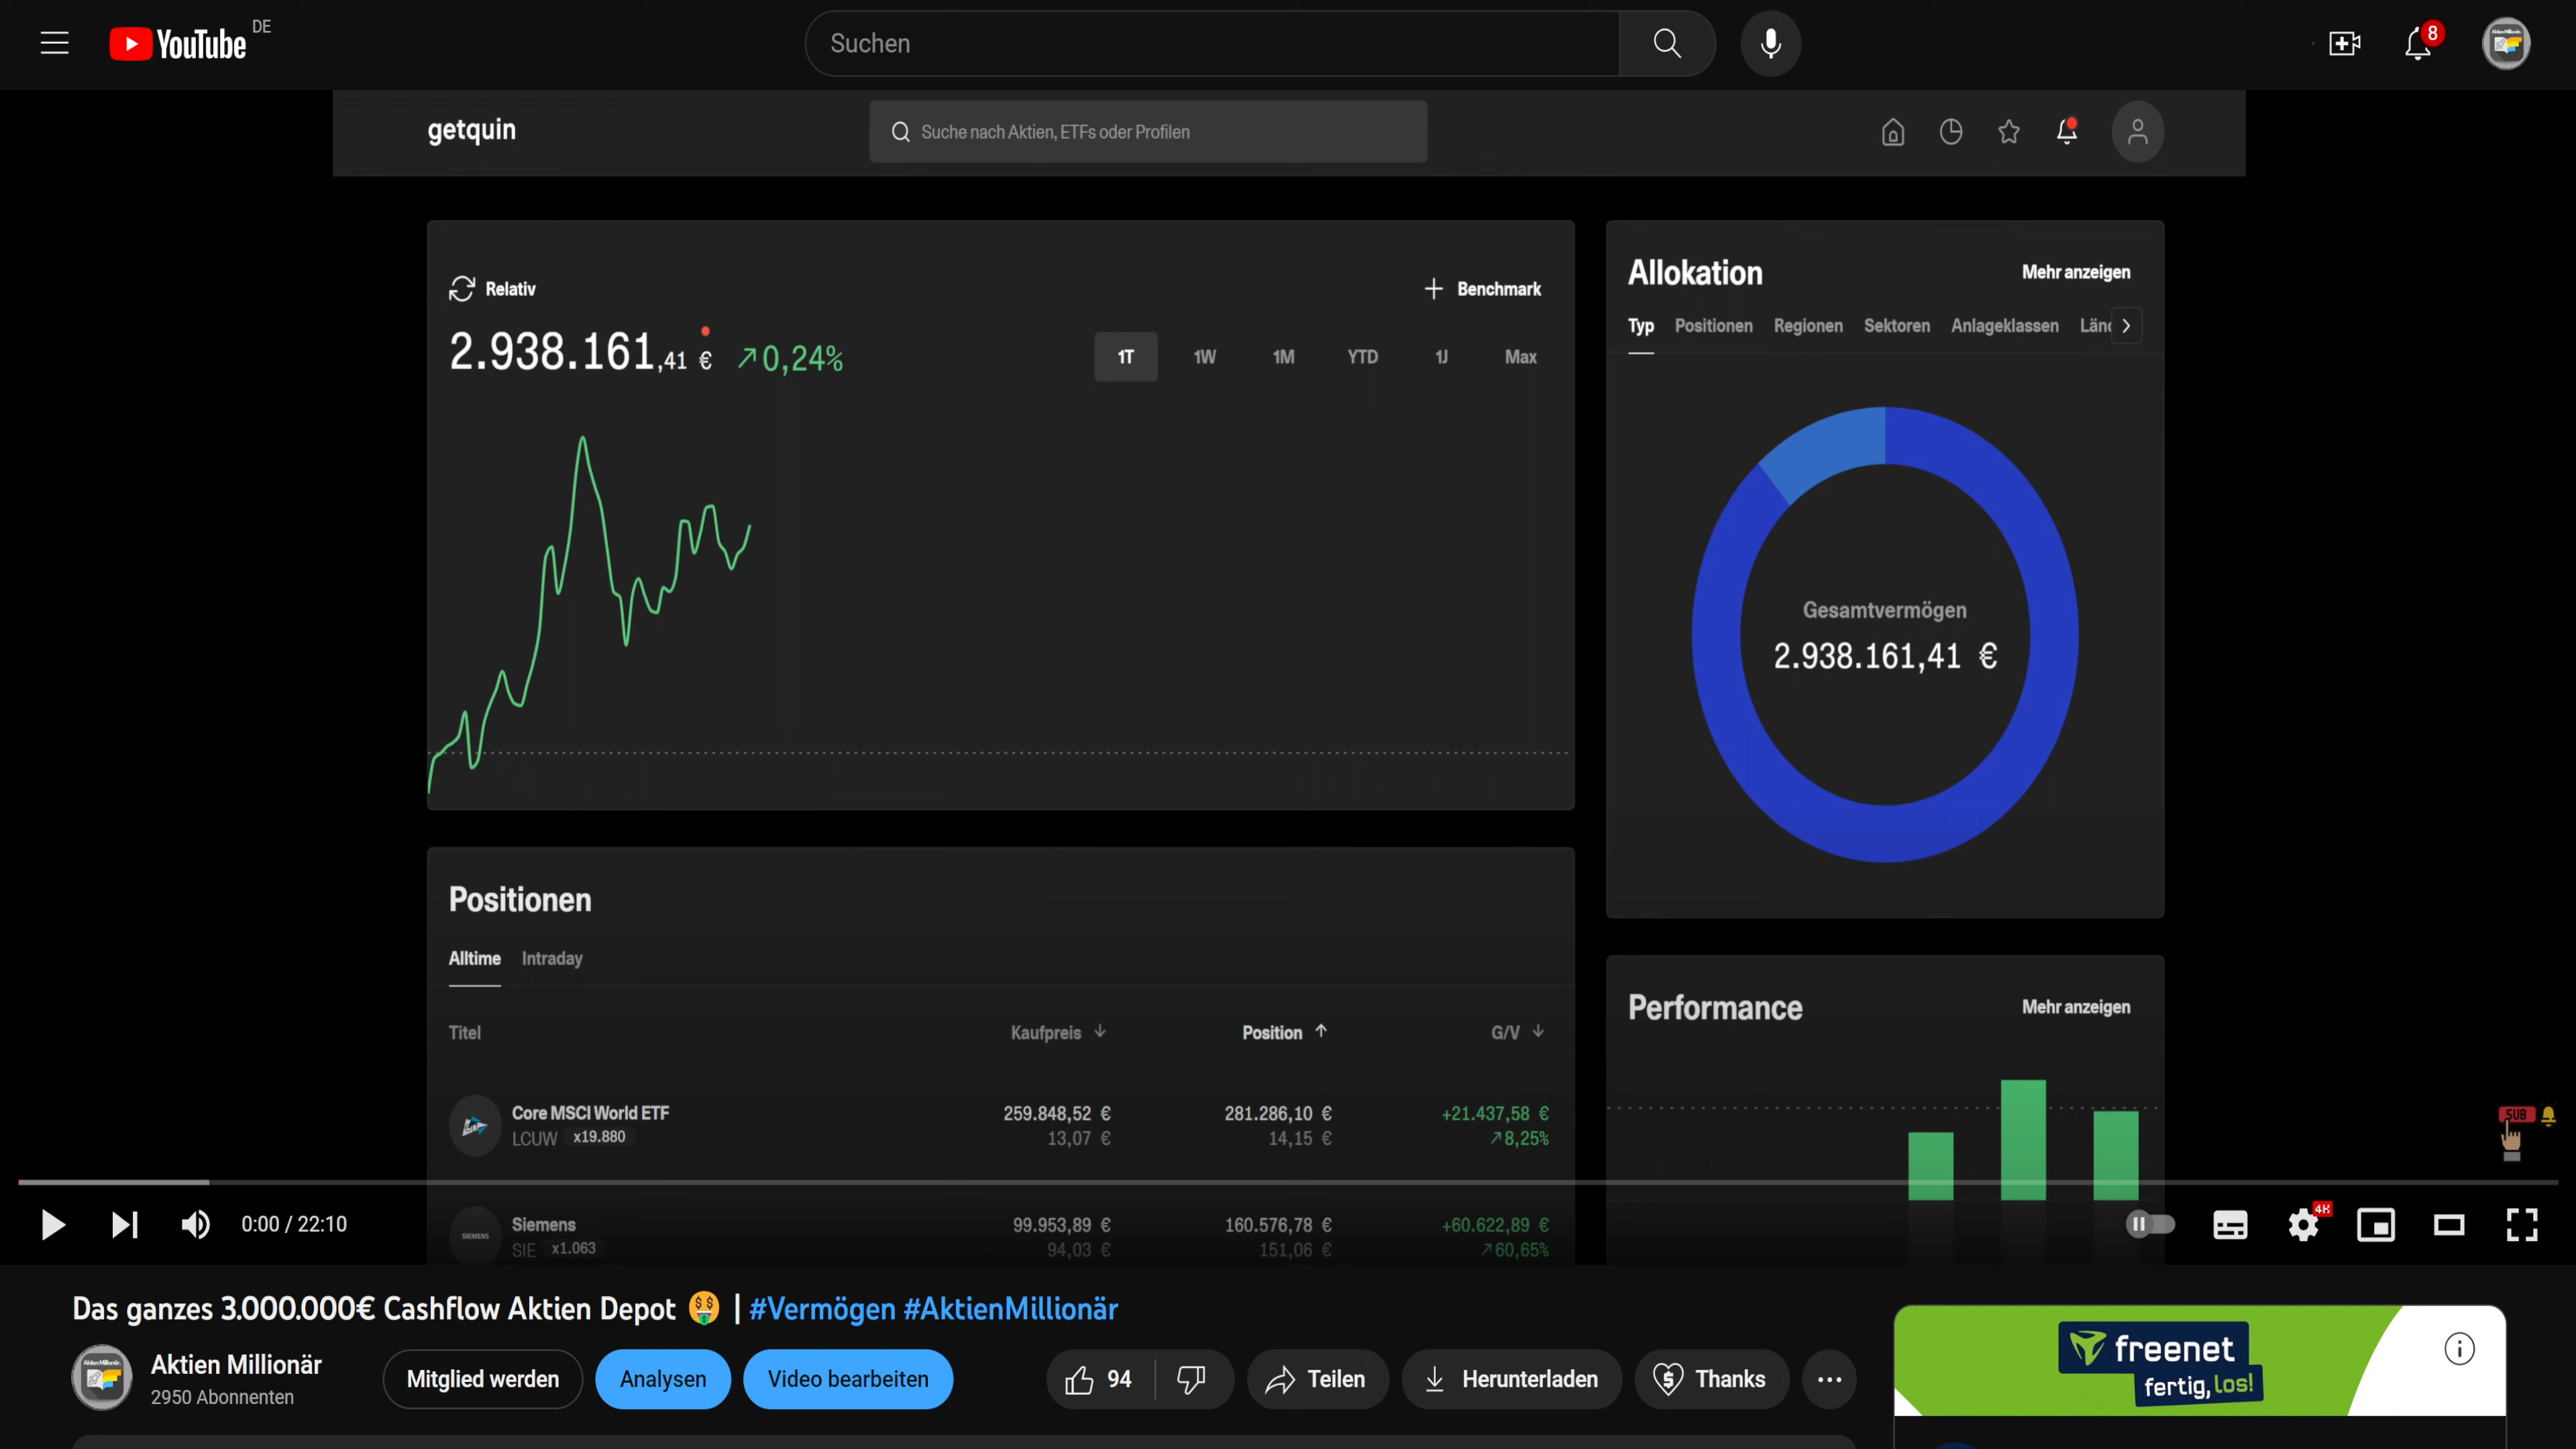 YouTube DE
Suchen
8
getquin
Suche nach Aktien, ETFs oder Profilen
Relativ
Benchmark
2.938.161,41 € ↗0,24%
1T 1W 1M YTD 1J Max
Allokation
Mehr anzeigen
Typ Positionen Regionen Sektoren Anlageklassen Länd
Gesamtvermögen
2.938.161,41 €
Positionen
Alltime Intraday
Titel Kaufpreis ↓ Position ↑ G/V ↓
Core MSCI World ETF 259.848,52 € 281.286,10 € +21.437,58 €
LCUW x19.880 13,07 € 14,15 € ↗8,25%
Siemens 99.953,89 € 160.576,78 € +60.622,89 €
SIEMENS
SIE x1.063 94,03 € 151,06 € ↗60,65%
Performance
Mehr anzeigen
SUB
0:00 / 22:10
4K
Das ganzes 3.000.000€ Cashflow Aktien Depot 🤑 | #Vermögen #AktienMillionär
Aktien Millionär
2950 Abonnenten
Mitglied werden
Analysen
Video bearbeiten
94
Teilen
Herunterladen
Thanks
freenet
fertig, los!